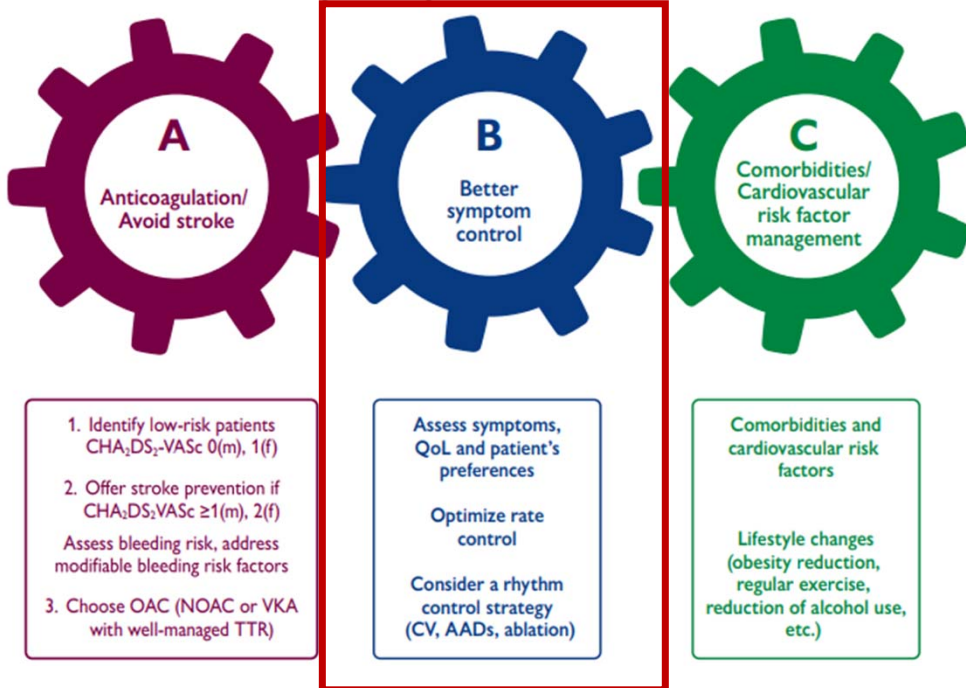 A
Anticoagulation/
Avoid stroke
B
Better
symptom
control
C
Comorbidities/
Cardiovascular
risk factor
management
1. Identify low-risk patients
CHA₂DS₂-VASc 0(m), 1(f)
2. Offer stroke prevention if
CHA₂DS₂VASc ≥1(m), 2(f)
Assess bleeding risk, address
modifiable bleeding risk factors
3. Choose OAC (NOAC or VKA
with well-managed TTR)
Assess symptoms,
QoL and patient's
preferences
Optimize rate
control
Consider a rhythm
control strategy
(CV, AADs, ablation)
Comorbidities and
cardiovascular risk
factors
Lifestyle changes
(obesity reduction,
regular exercise,
reduction of alcohol use,
etc.)